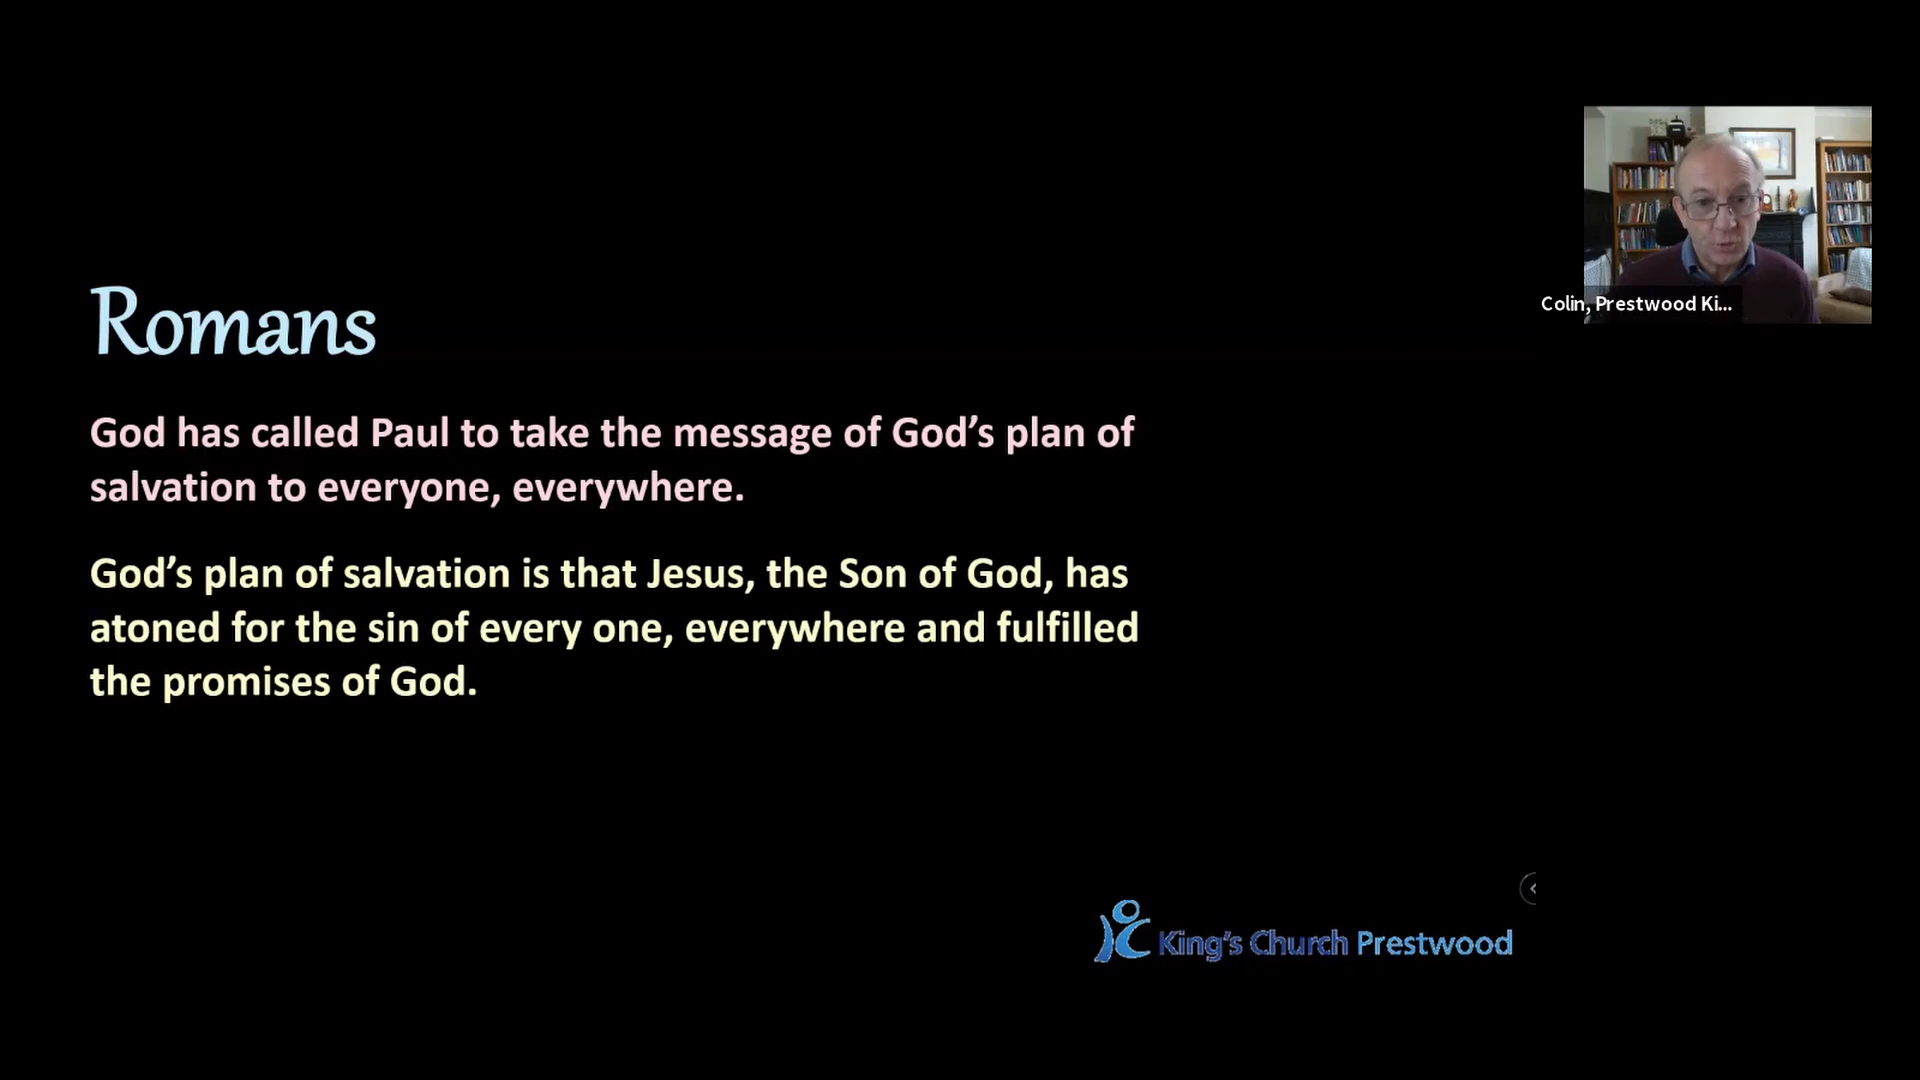 Romans
God has called Paul to take the message of God’s plan of
salvation to everyone, everywhere.
God’s plan of salvation is that Jesus, the Son of God, has
atoned for the sin of every one, everywhere and fulfilled
the promises of God.
Colin, Prestwood Ki...
King's Church Prestwood